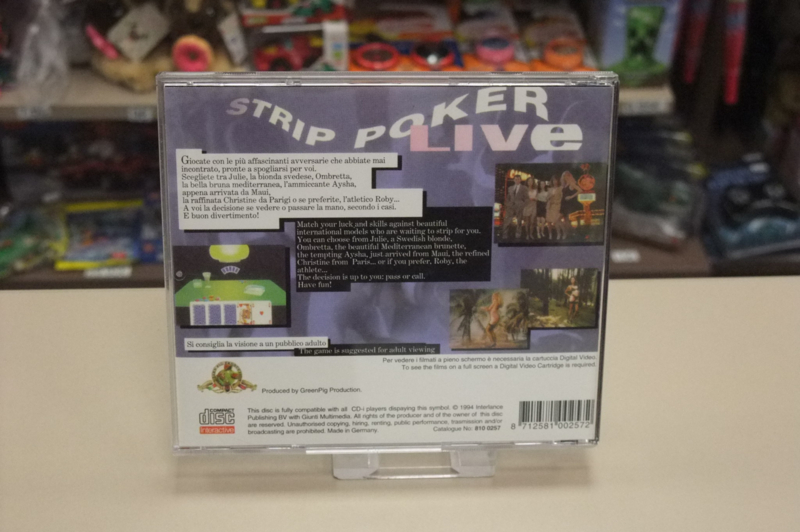 STRIP POKER
LIVe
Giocate con le più affascinanti avversarie che abbiate mai
incontrato, pronte a spogliarsi per voi.
Scegliete tra Julie, la bionda svedese, Ombretta,
la bella bruna mediterranea, l'ammiccante Aysha,
appena arrivata da Maui,
la raffinata Christine da Parigi o se preferite, l'atletico Roby...
A voi la decisione se vedere o passare la mano, secondo i casi.
E buon divertimento!
Match your luck and skills against beautiful
international models who are waiting to strip for you.
You can choose from Julie, a Swedish blonde,
Ombretta, the beautiful Mediterranean brunette,
the tempting Aysha, just arrived from Maui, the refined
Christine from Paris... or if you prefer, Roby, the
athlete...
The decision is up to you: pass or call.
Have fun!
Si consiglia la visione a un pubblico adulto
The game is suggested for adult viewing
Per vedere i filmati a pieno schermo è necessaria la cartuccia Digital Video.
To see the films on a full screen a Digital Video Cartridge is required.
Produced by GreenPig Production.
COMPACT
disc
Interactive
This disc is fully compatible with all CD-i players dispaying this symbol. © 1994 Interlance
Publishing BV with Giunti Multimedia. All rights of the producer and of the owner of this disc
are reserved. Unauthorised copying, hiring, renting, public performance, trasmission and/or
broadcasting are prohibited. Made in Germany. Catalogue No: 810 0257
8 712581 002572